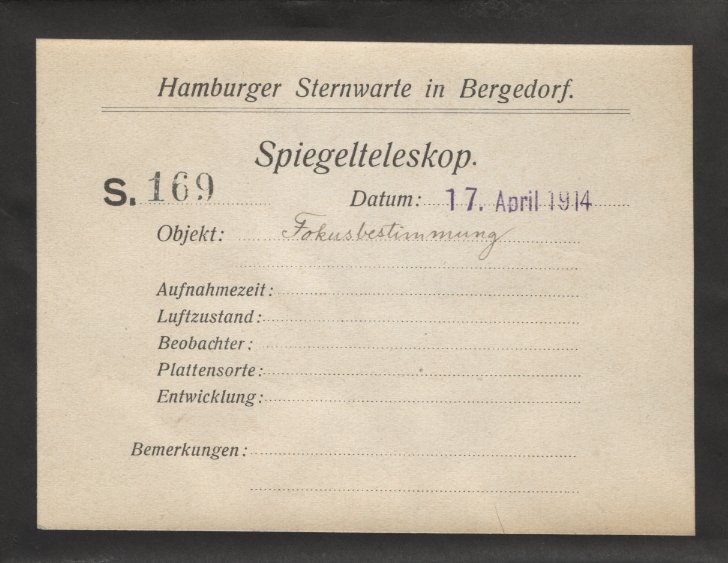 Hamburger Sternwarte in Bergedorf.
Spiegelteleskop.
S. 169
Datum: 17. April 1914
Objekt: Fokusbestimmung
Aufnahmezeit:
Luftzustand:
Beobachter:
Plattensorte:
Entwicklung:
Bemerkungen: